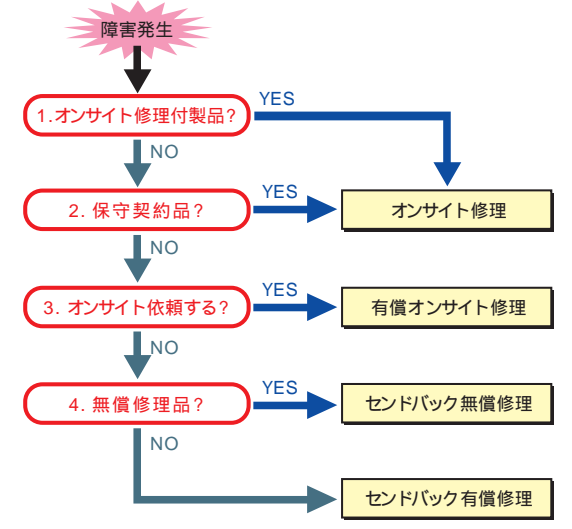 障害発生
1.オンサイト修理付製品?
YES
NO
2. 保守契約品?
YES
オンサイト修理
NO
3. オンサイト依頼する?
YES
有償オンサイト修理
NO
4. 無償修理品?
YES
センドバック無償修理
NO
センドバック有償修理